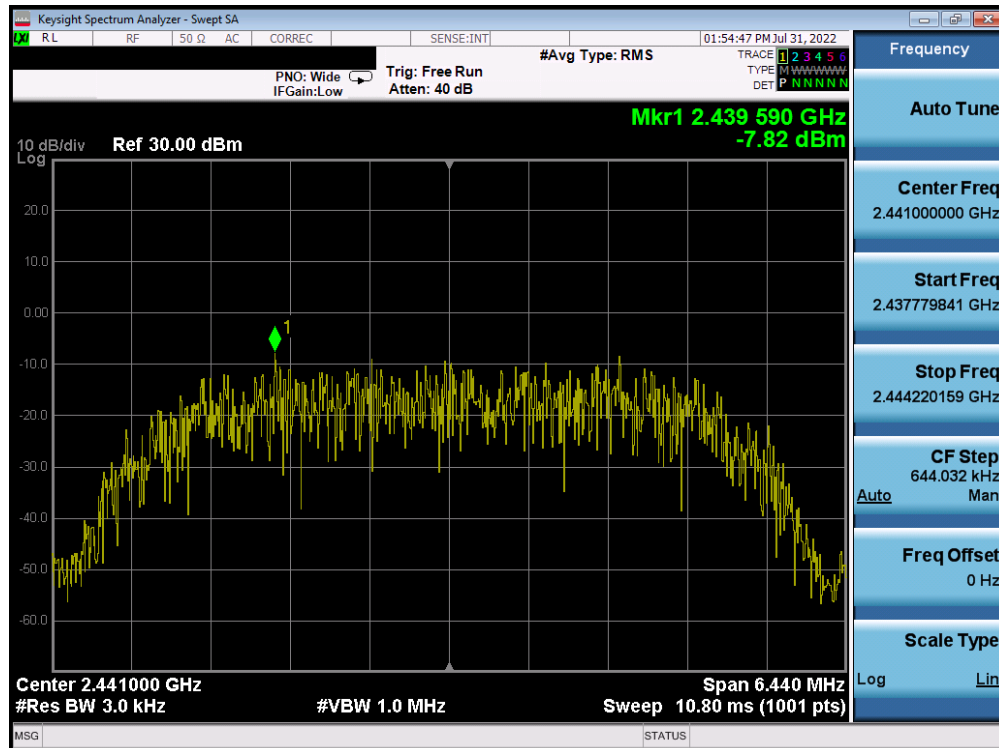 Keysight Spectrum Analyzer - Swept SA
LXI RL RF 50 Ω AC CORREC SENSE:INT 01:54:47 PM Jul 31, 2022
#Avg Type: RMS TRACE 1 2 3 4 5 6
PNO: Wide Trig: Free Run TYPE M WWWWW
IFGain:Low Atten: 40 dB DET P N N N N N
Mkr1 2.439 590 GHz
-7.82 dBm
10 dB/div Ref 30.00 dBm
Log
20.0
10.0
0.00
1
-10.0
-20.0
-30.0
-40.0
-50.0
-60.0
Center 2.441000 GHz Span 6.440 MHz
#Res BW 3.0 kHz #VBW 1.0 MHz Sweep 10.80 ms (1001 pts)
MSG STATUS
Frequency
Auto Tune
Center Freq
2.441000000 GHz
Start Freq
2.437779841 GHz
Stop Freq
2.444220159 GHz
CF Step
644.032 kHz
Auto Man
Freq Offset
0 Hz
Scale Type
Log Lin